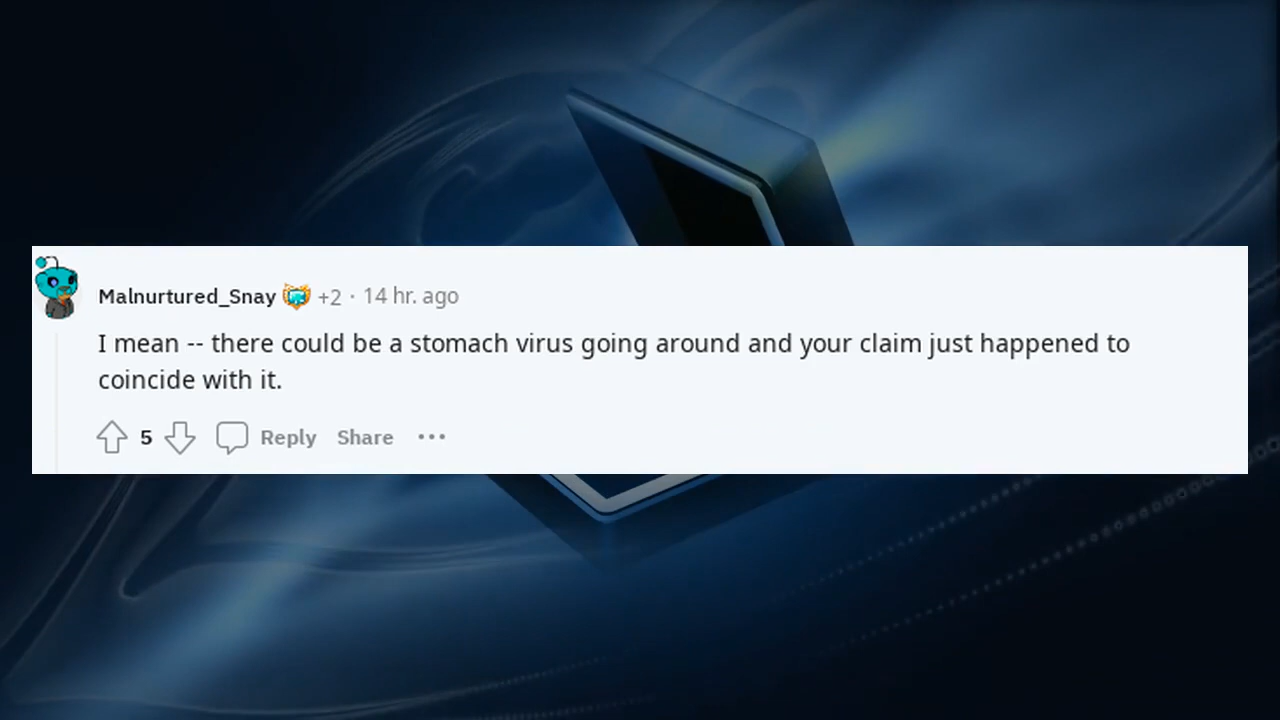 Malnurtured_Snay +2 · 14 hr. ago
I mean -- there could be a stomach virus going around and your claim just happened to
coincide with it.
5 Reply Share ···